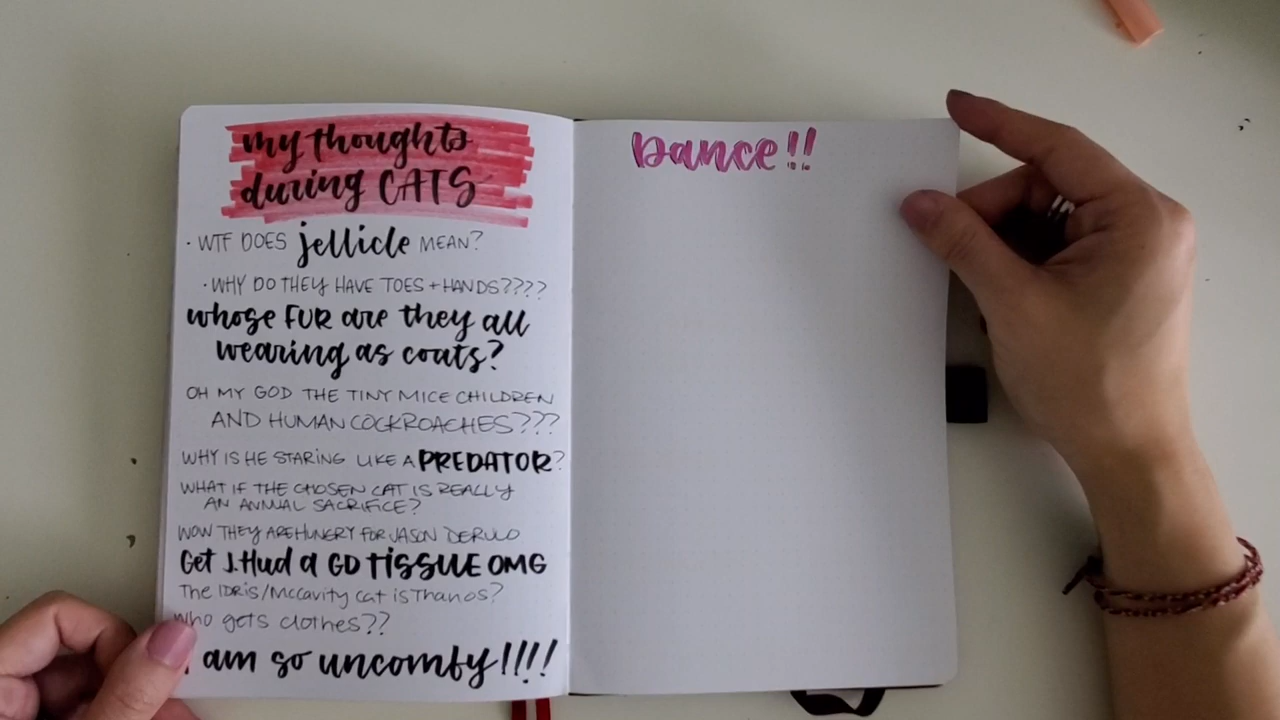 my thoughts
during CATS
· WTF DOES jellicle MEAN?
· WHY DO THEY HAVE TOES + HANDS????
whose FUR are they all
wearing as coats?
OH MY GOD THE TINY MICE CHILDREN
AND HUMAN COCKROACHES???
WHY IS HE STARING LIKE A PREDATOR?
WHAT IF THE CHOSEN CAT IS REALLY
AN ANNUAL SACRIFICE?
WOW THEY ARE HUNGRY FOR JASON DERULO
Get J.Hud a GD TISSUE OMG
The IDRIS/Mccavity cat is Thanos?
Who gets clothes??
I am so uncomfy!!!!
Dance!!